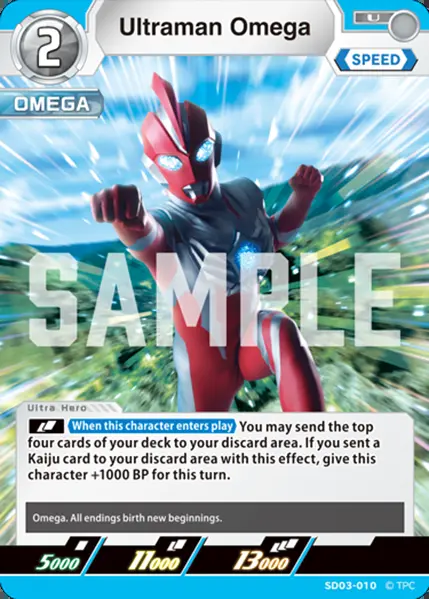 2
Ultraman Omega
U
SPEED
OMEGA
SAMPLE
Ultra Hero
When this character enters play You may send the top
four cards of your deck to your discard area. If you sent a
Kaiju card to your discard area with this effect, give this
character +1000 BP for this turn.
Omega. All endings birth new beginnings.
5000 11000 13000
SD03-010 © TPC